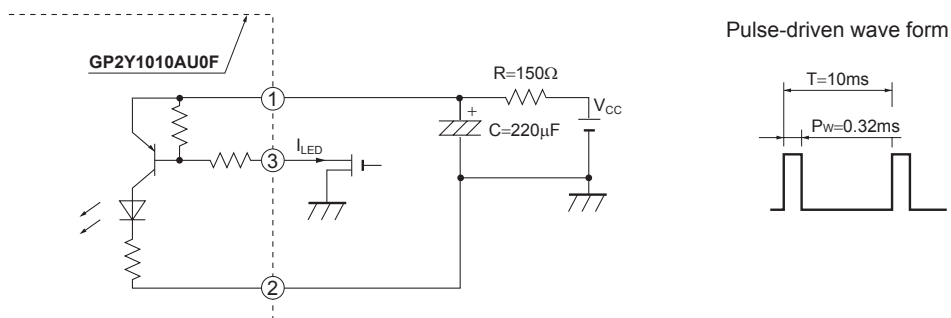 Pulse-driven wave form
GP2Y1010AU0F
R=150Ω
T=10ms
1
+
VCC
C=220μF
PW=0.32ms
3
ILED
2